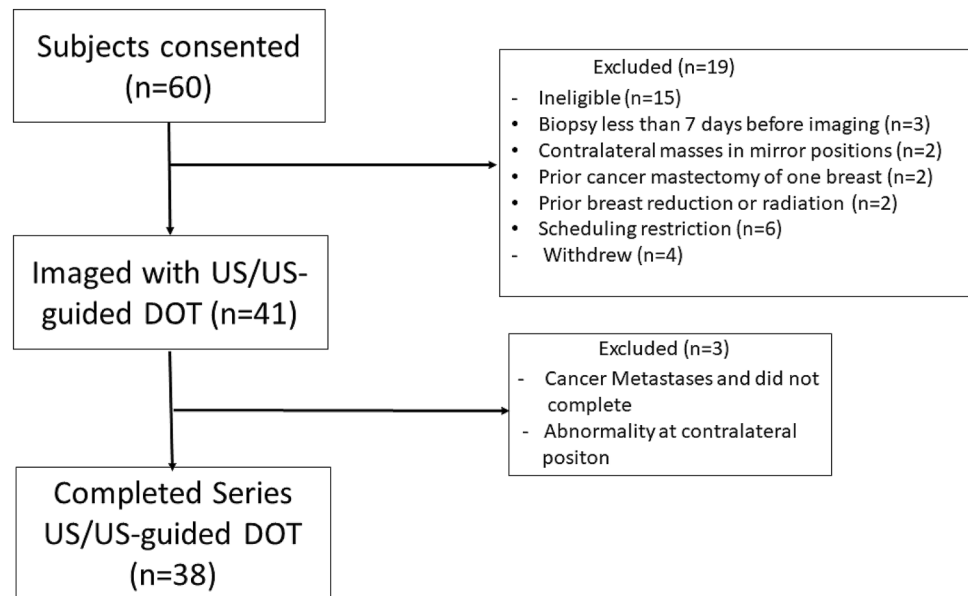 Subjects consented
(n=60)
Excluded (n=19)
- Ineligible (n=15)
• Biopsy less than 7 days before imaging (n=3)
• Contralateral masses in mirror positions (n=2)
• Prior cancer mastectomy of one breast (n=2)
• Prior breast reduction or radiation (n=2)
• Scheduling restriction (n=6)
- Withdrew (n=4)
Imaged with US/US-
guided DOT (n=41)
Excluded (n=3)
- Cancer Metastases and did not
complete
- Abnormality at contralateral
positon
Completed Series
US/US-guided DOT
(n=38)